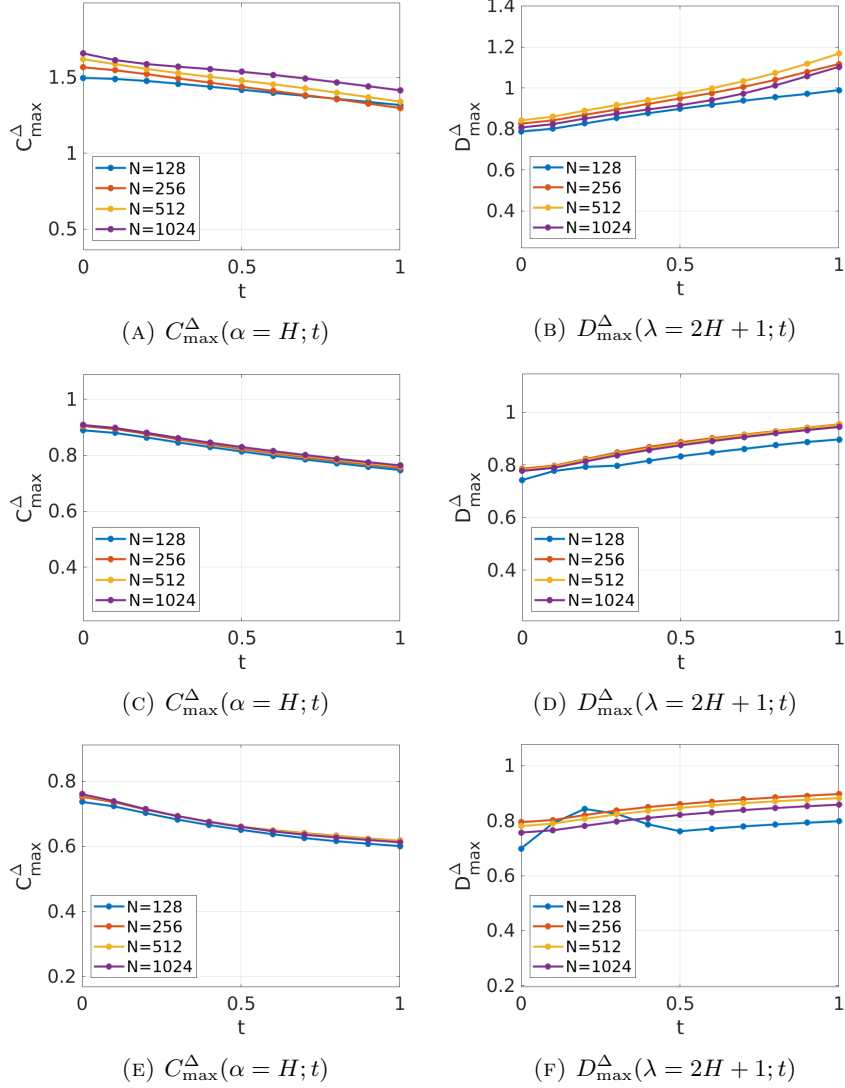 1.5
1
0.5
C^Δ_max
N=128
N=256
N=512
N=1024
0 0.5 1
t
(A) C^Δ_max(α = H; t)
1.4
1.2
1
0.8
0.6
0.4
D^Δ_max
N=128
N=256
N=512
N=1024
0 0.5 1
t
(B) D^Δ_max(λ = 2H + 1; t)
1
0.8
0.6
0.4
C^Δ_max
N=128
N=256
N=512
N=1024
0 0.5 1
t
(C) C^Δ_max(α = H; t)
1
0.8
0.6
0.4
D^Δ_max
N=128
N=256
N=512
N=1024
0 0.5 1
t
(D) D^Δ_max(λ = 2H + 1; t)
0.8
0.6
0.4
0.2
C^Δ_max
N=128
N=256
N=512
N=1024
0 0.5 1
t
(E) C^Δ_max(α = H; t)
1
0.8
0.6
0.4
0.2
D^Δ_max
N=128
N=256
N=512
N=1024
0 0.5 1
t
(F) D^Δ_max(λ = 2H + 1; t)